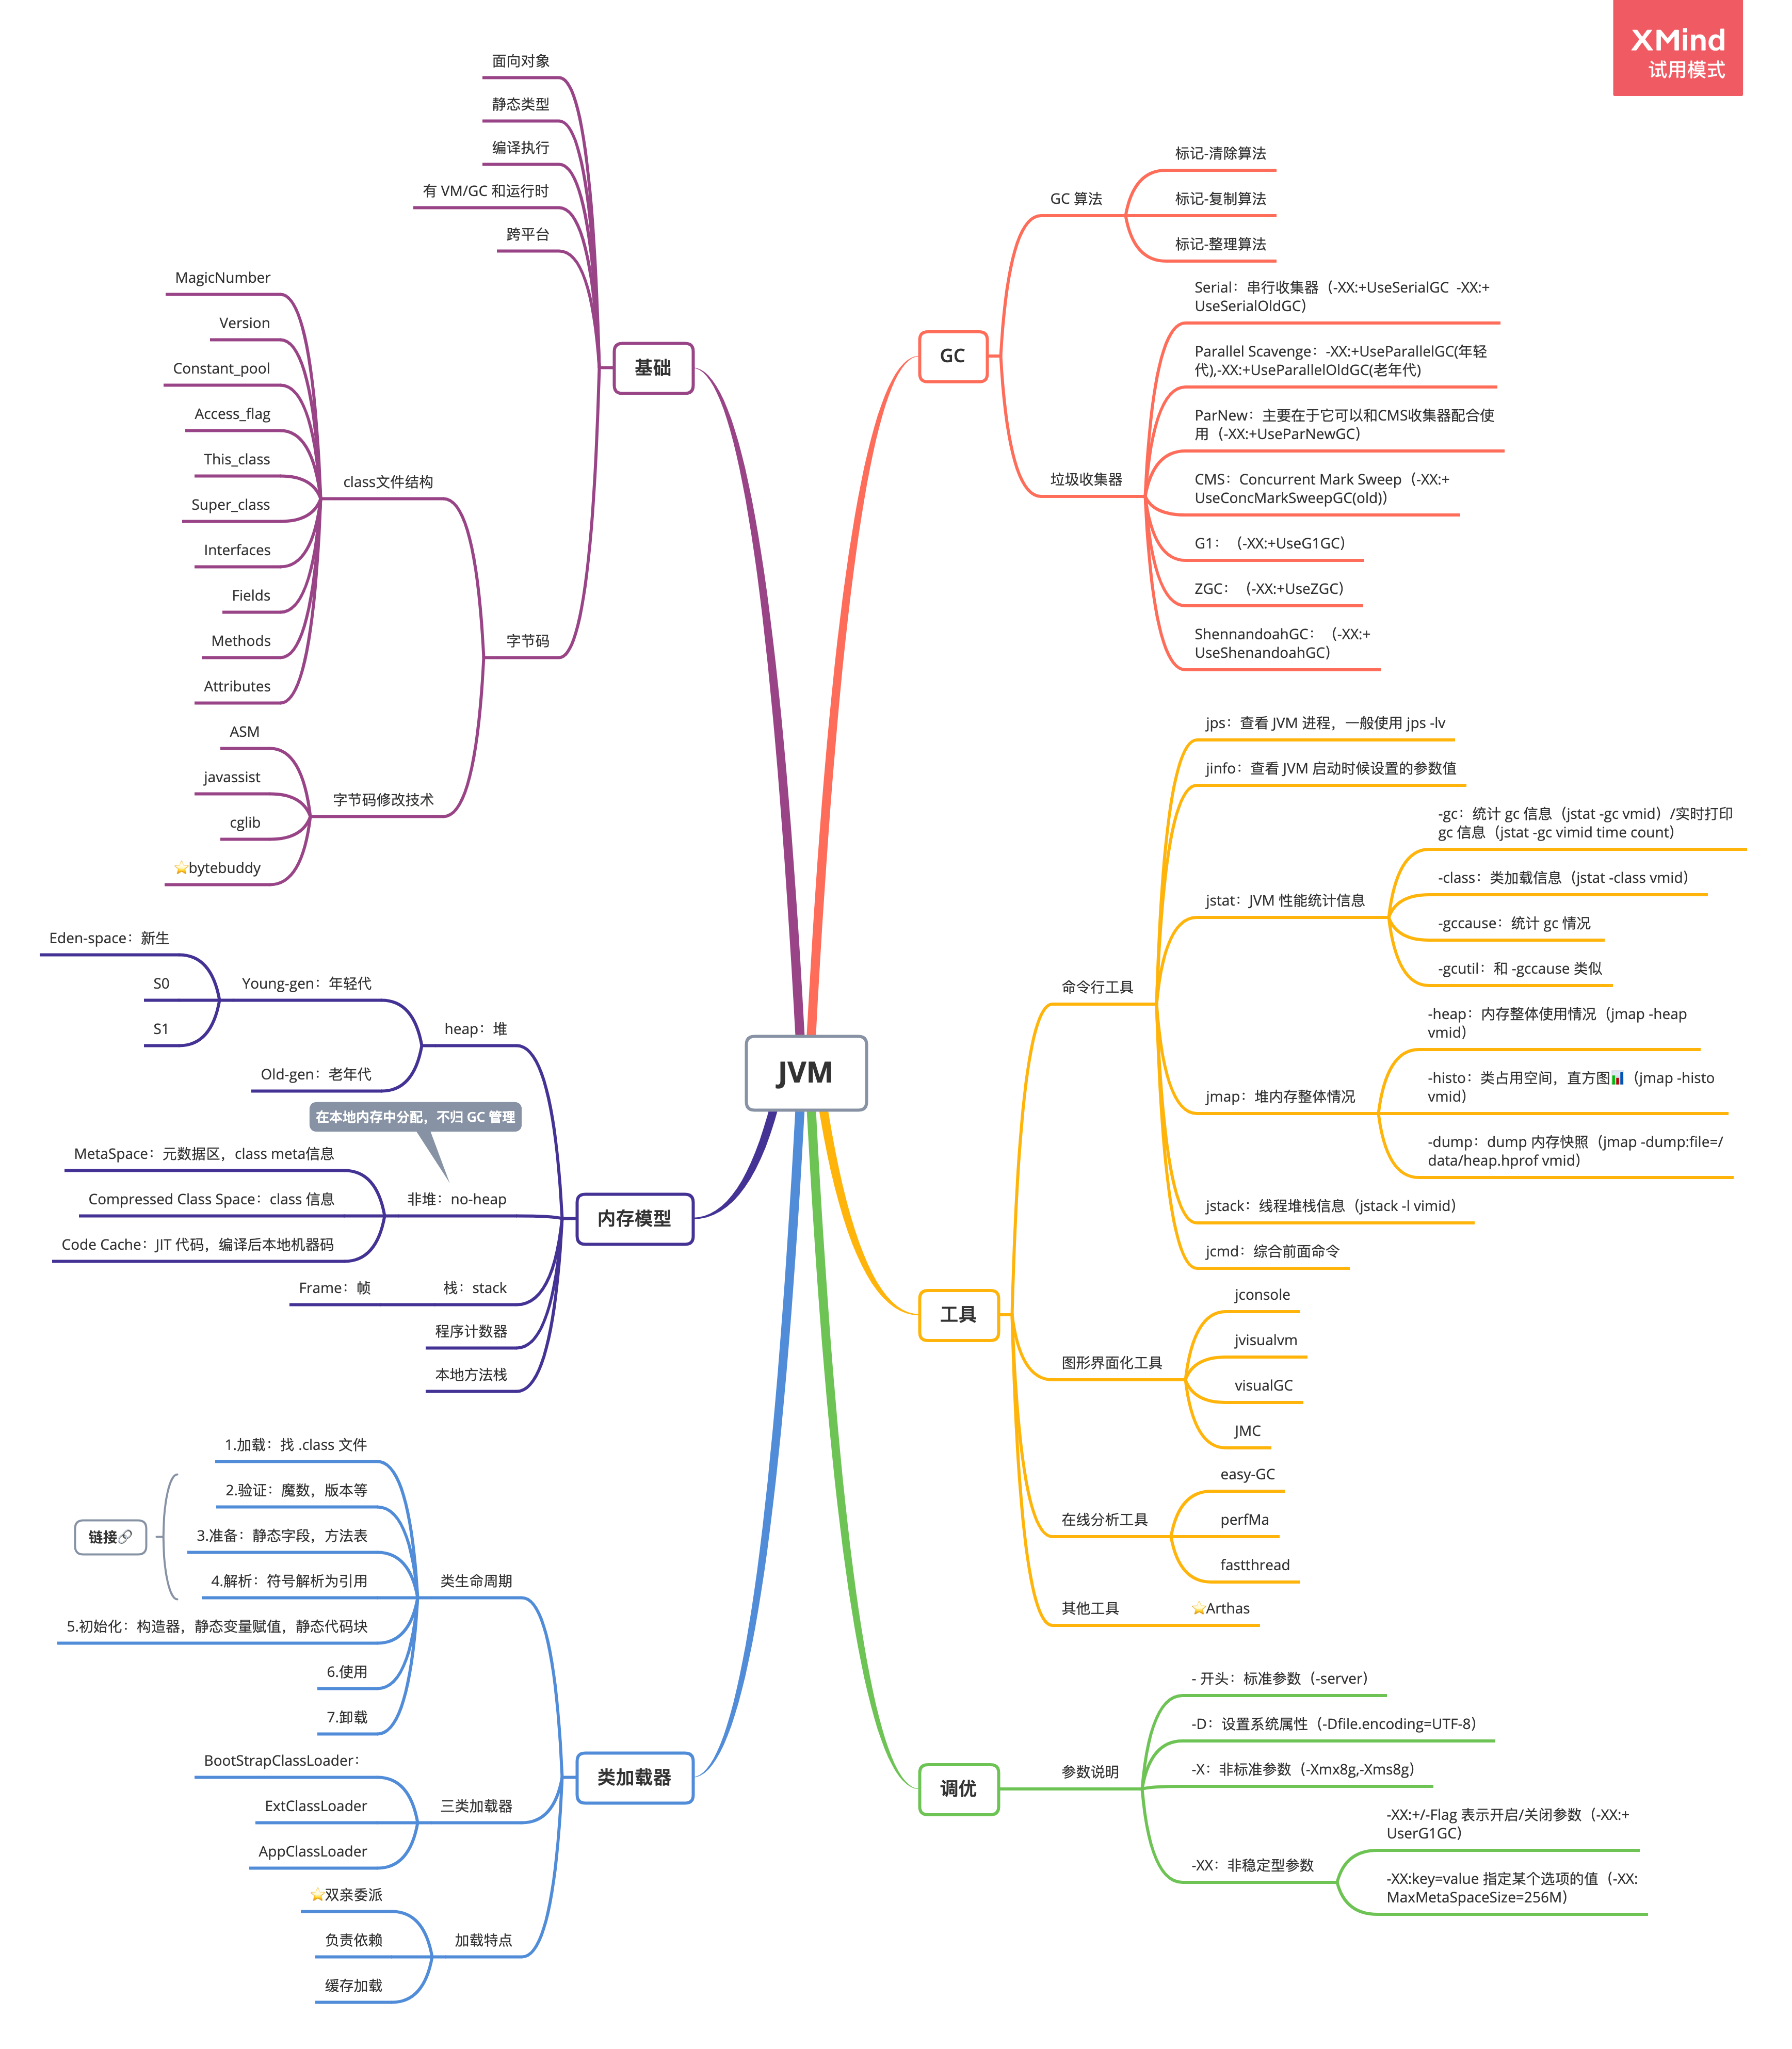 XMind
试用模式
JVM
基础
面向对象
静态类型
编译执行
有 VM/GC 和运行时
跨平台
字节码
class文件结构
MagicNumber
Version
Constant_pool
Access_flag
This_class
Super_class
Interfaces
Fields
Methods
Attributes
字节码修改技术
ASM
javassist
cglib
⭐bytebuddy
内存模型
heap：堆
Young-gen：年轻代
Eden-space：新生
S0
S1
Old-gen：老年代
在本地内存中分配，不归 GC 管理
非堆：no-heap
MetaSpace：元数据区，class meta信息
Compressed Class Space：class 信息
Code Cache：JIT 代码，编译后本地机器码
栈：stack
Frame：帧
程序计数器
本地方法栈
类加载器
类生命周期
1.加载：找 .class 文件
2.验证：魔数，版本等
3.准备：静态字段，方法表
4.解析：符号解析为引用
链接🔗
5.初始化：构造器，静态变量赋值，静态代码块
6.使用
7.卸载
三类加载器
BootStrapClassLoader：
ExtClassLoader
AppClassLoader
加载特点
⭐双亲委派
负责依赖
缓存加载
GC
GC 算法
标记-清除算法
标记-复制算法
标记-整理算法
垃圾收集器
Serial：串行收集器（-XX:+UseSerialGC  -XX:+
UseSerialOldGC）
Parallel Scavenge：-XX:+UseParallelGC(年轻
代),-XX:+UseParallelOldGC(老年代)
ParNew：主要在于它可以和CMS收集器配合使
用（-XX:+UseParNewGC）
CMS：Concurrent Mark Sweep（-XX:+
UseConcMarkSweepGC(old)）
G1：（-XX:+UseG1GC）
ZGC：（-XX:+UseZGC）
ShennandoahGC：（-XX:+
UseShenandoahGC）
工具
命令行工具
jps：查看 JVM 进程，一般使用 jps -lv
jinfo：查看 JVM 启动时候设置的参数值
jstat：JVM 性能统计信息
-gc：统计 gc 信息（jstat -gc vmid）/实时打印
gc 信息（jstat -gc vimid time count）
-class：类加载信息（jstat -class vmid）
-gccause：统计 gc 情况
-gcutil：和 -gccause 类似
jmap：堆内存整体情况
-heap：内存整体使用情况（jmap -heap
vmid）
-histo：类占用空间，直方图📊（jmap -histo
vmid）
-dump：dump 内存快照（jmap -dump:file=/
data/heap.hprof vmid）
jstack：线程堆栈信息（jstack -l vimid）
jcmd：综合前面命令
图形界面化工具
jconsole
jvisualvm
visualGC
JMC
在线分析工具
easy-GC
perfMa
fastthread
其他工具
⭐Arthas
调优
参数说明
- 开头：标准参数（-server）
-D：设置系统属性（-Dfile.encoding=UTF-8）
-X：非标准参数（-Xmx8g,-Xms8g）
-XX：非稳定型参数
-XX:+/-Flag 表示开启/关闭参数（-XX:+
UserG1GC）
-XX:key=value 指定某个选项的值（-XX:
MaxMetaSpaceSize=256M）